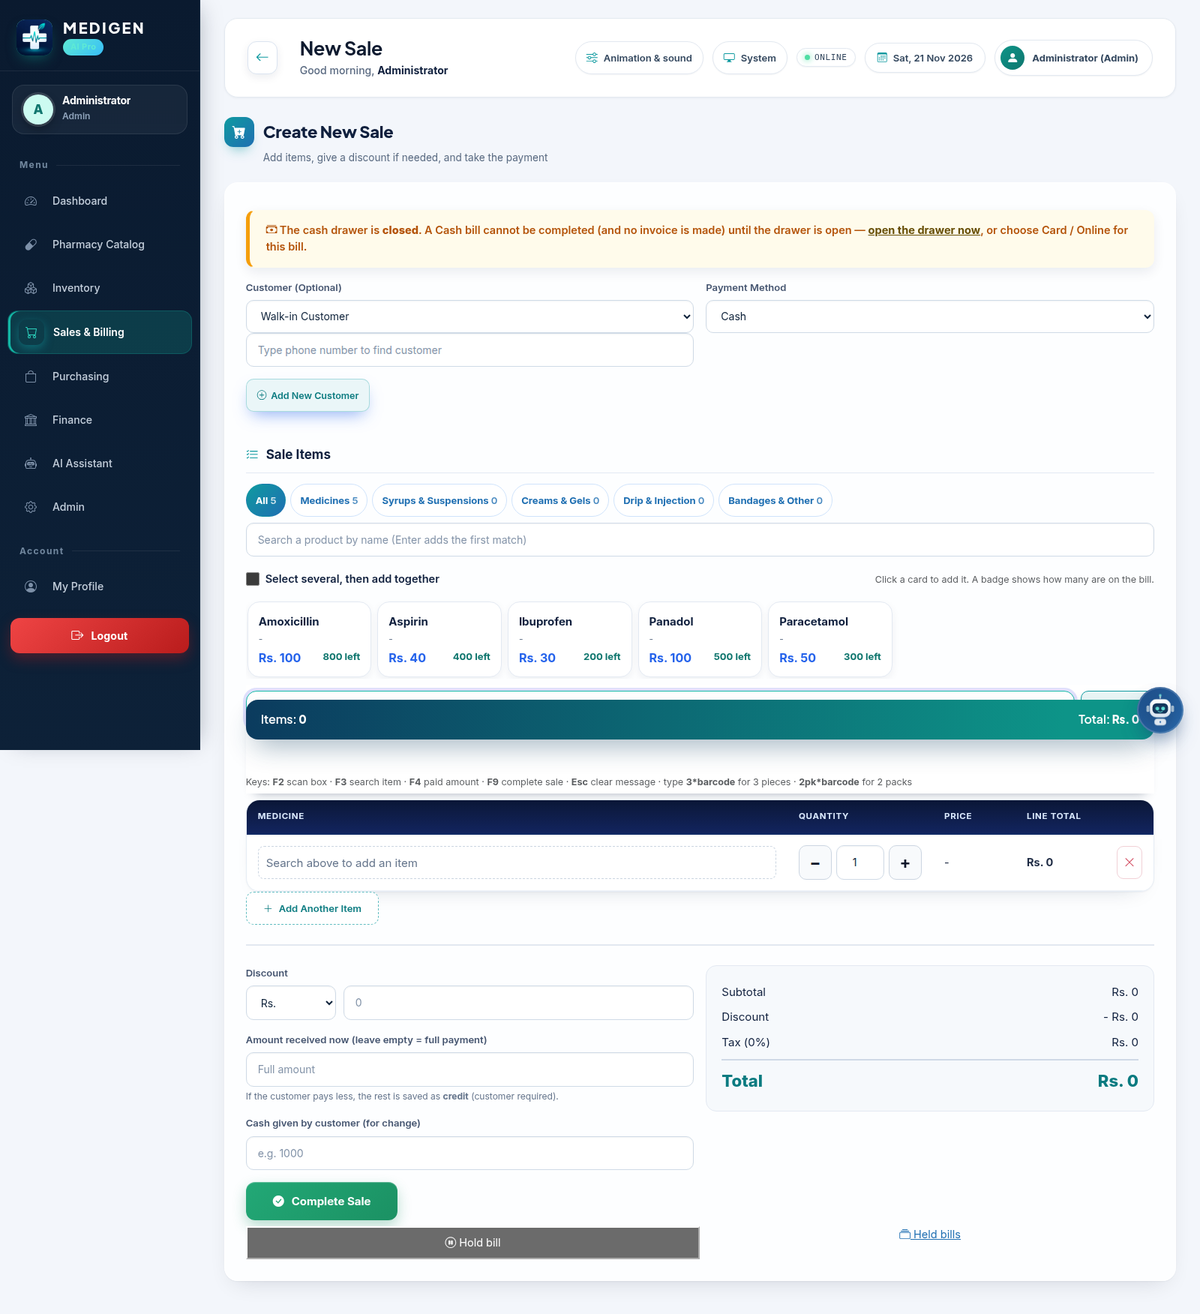 MEDIGEN
AI Pro
A
Administrator
Admin
Menu
Dashboard
Pharmacy Catalog
Inventory
Sales & Billing
Purchasing
Finance
AI Assistant
Admin
Account
My Profile
Logout
New Sale
Good morning, Administrator
Animation & sound
System
ONLINE
Sat, 21 Nov 2026
Administrator (Admin)
Create New Sale
Add items, give a discount if needed, and take the payment
The cash drawer is closed. A Cash bill cannot be completed (and no invoice is made) until the drawer is open — open the drawer now, or choose Card / Online for
this bill.
Customer (Optional)
Payment Method
Walk-in Customer
Cash
Type phone number to find customer
Add New Customer
Sale Items
All 5
Medicines 5
Syrups & Suspensions 0
Creams & Gels 0
Drip & Injection 0
Bandages & Other 0
Search a product by name (Enter adds the first match)
Select several, then add together
Click a card to add it. A badge shows how many are on the bill.
Amoxicillin
-
Rs. 100 800 left
Aspirin
-
Rs. 40 400 left
Ibuprofen
-
Rs. 30 200 left
Panadol
-
Rs. 100 500 left
Paracetamol
-
Rs. 50 300 left
Items: 0
Total: Rs. 0
Keys: F2 scan box · F3 search item · F4 paid amount · F9 complete sale · Esc clear message · type 3*barcode for 3 pieces · 2pk*barcode for 2 packs
MEDICINE QUANTITY PRICE LINE TOTAL
Search above to add an item − 1 + - Rs. 0
Add Another Item
Discount
Rs.
0
Amount received now (leave empty = full payment)
Full amount
If the customer pays less, the rest is saved as credit (customer required).
Cash given by customer (for change)
e.g. 1000
Subtotal Rs. 0
Discount - Rs. 0
Tax (0%) Rs. 0
Total Rs. 0
Complete Sale
Hold bill
Held bills